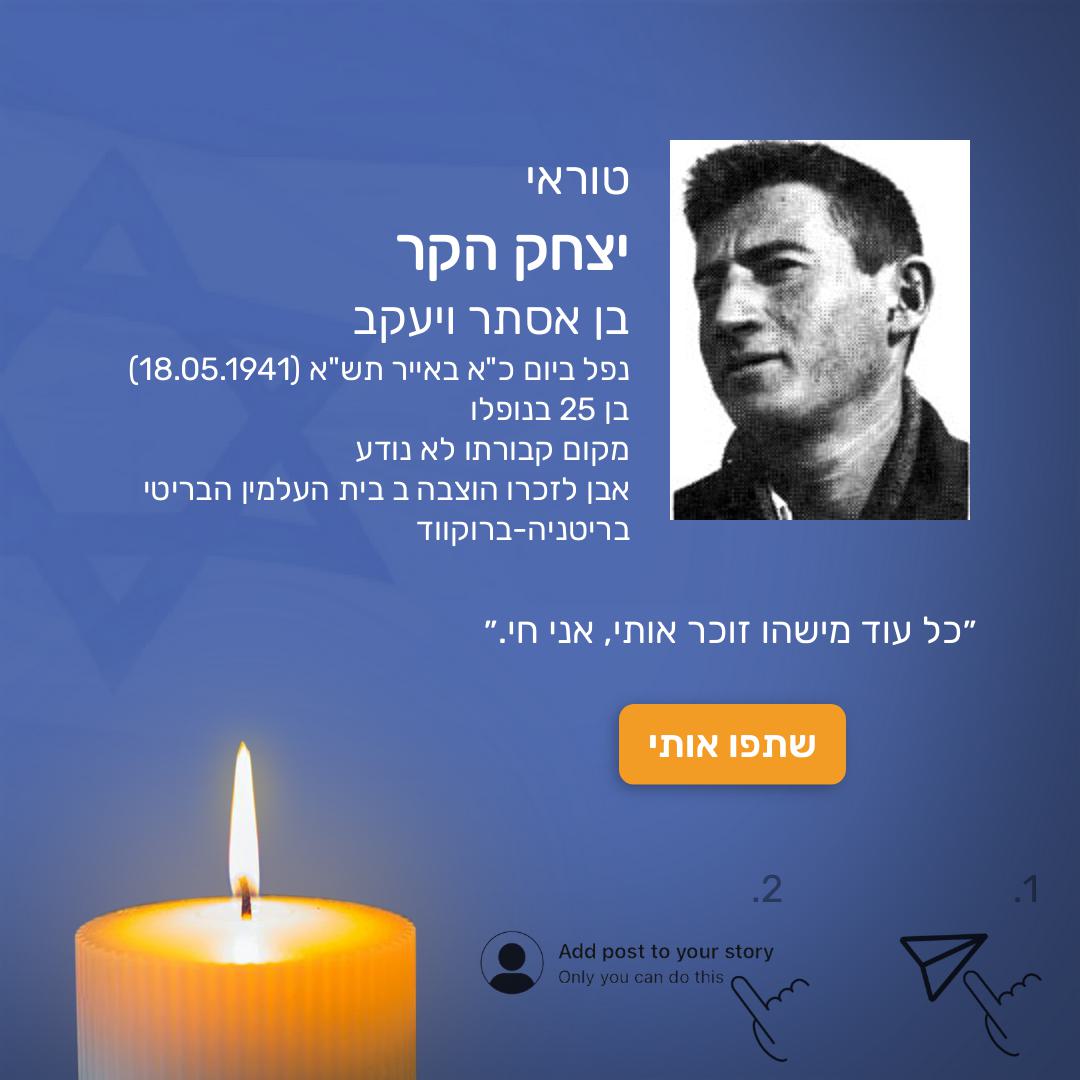 טוראי
יצחק הקר
בן אסתר ויעקב
נפל ביום כ"א באייר תש"א (18.05.1941)
בן 25 בנופלו
מקום קבורתו לא נודע
אבן לזכרו הוצבה ב בית העלמין הבריטי
בריטניה-ברוקווד
״כל עוד מישהו זוכר אותי, אני חי.״
שתפו אותי
1.
2.
Add post to your story
Only you can do this